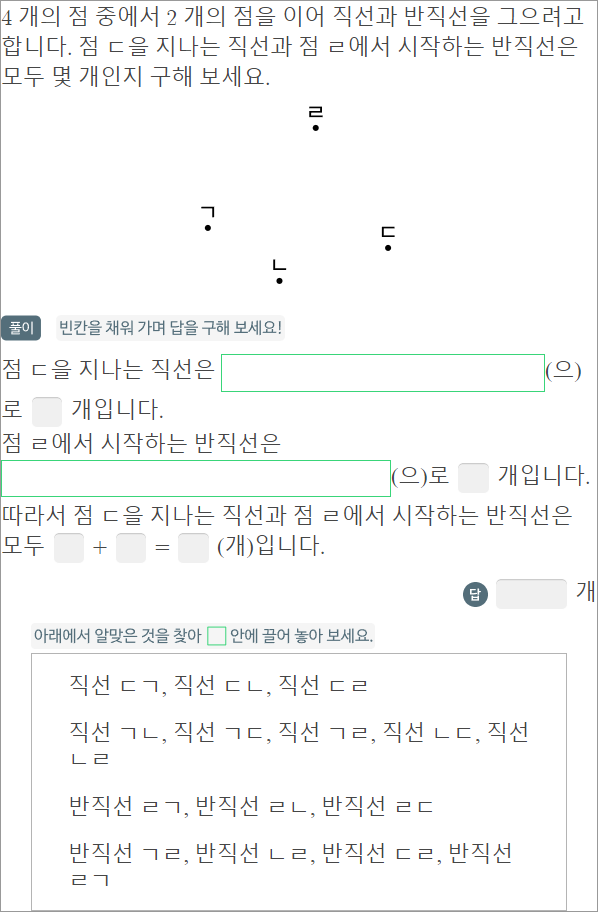 4 개의 점 중에서 2 개의 점을 이어 직선과 반직선을 그으려고
합니다. 점 ㄷ을 지나는 직선과 점 ㄹ에서 시작하는 반직선은
모두 몇 개인지 구해 보세요.
ㄹ
ㄱ
ㄷ
ㄴ
풀이 빈칸을 채워 가며 답을 구해 보세요!
점 ㄷ을 지나는 직선은 (으)
로 개입니다.
점 ㄹ에서 시작하는 반직선은
(으)로 개입니다.
따라서 점 ㄷ을 지나는 직선과 점 ㄹ에서 시작하는 반직선은
모두 + = (개)입니다.
답 개
아래에서 알맞은 것을 찾아 안에 끌어 놓아 보세요.
직선 ㄷㄱ, 직선 ㄷㄴ, 직선 ㄷㄹ
직선 ㄱㄴ, 직선 ㄱㄷ, 직선 ㄱㄹ, 직선 ㄴㄷ, 직선
ㄴㄹ
반직선 ㄹㄱ, 반직선 ㄹㄴ, 반직선 ㄹㄷ
반직선 ㄱㄹ, 반직선 ㄴㄹ, 반직선 ㄷㄹ, 반직선
ㄹㄱ